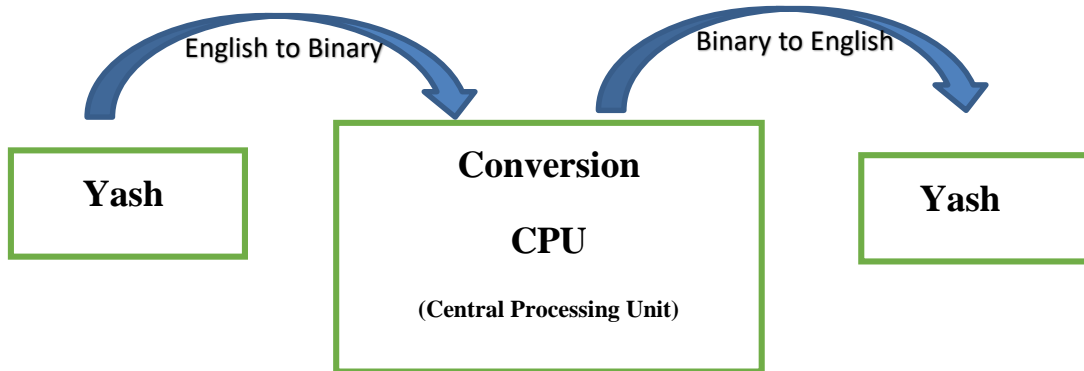 English to Binary
Binary to English
Yash
Conversion
CPU
(Central Processing Unit)
Yash